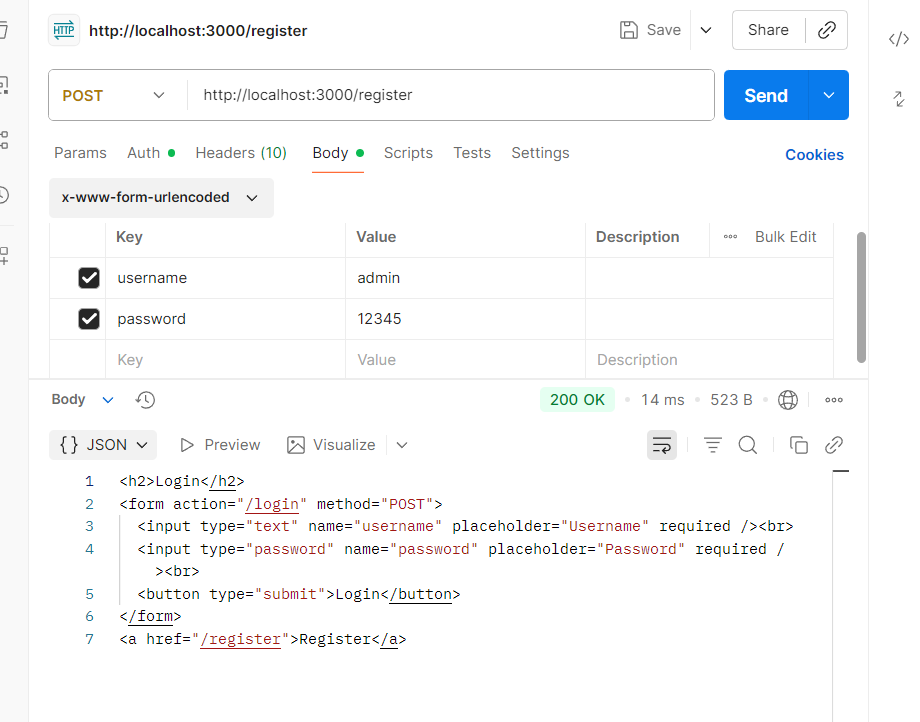 HTTP http://localhost:3000/register Save Share
POST http://localhost:3000/register Send
Params Auth Headers (10) Body Scripts Tests Settings Cookies
x-www-form-urlencoded
Key Value Description Bulk Edit
username admin
password 12345
Key Value Description
Body 200 OK 14 ms 523 B
{} JSON Preview Visualize
1 <h2>Login</h2>
2 <form action="/login" method="POST">
3 <input type="text" name="username" placeholder="Username" required /><br>
4 <input type="password" name="password" placeholder="Password" required /
><br>
5 <button type="submit">Login</button>
6 </form>
7 <a href="/register">Register</a>